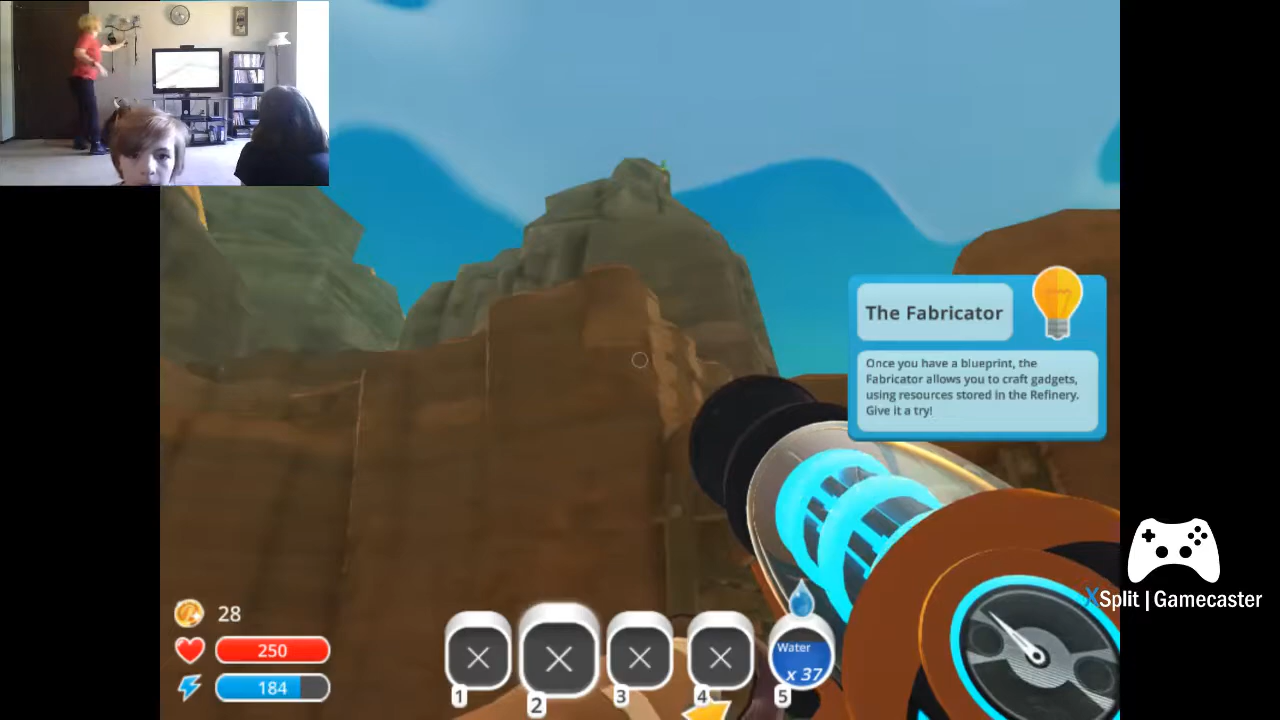 The Fabricator
Once you have a blueprint, the
Fabricator allows you to craft gadgets,
using resources stored in the Refinery.
Give it a try!
XSplit | Gamecaster
28
250
184
Water
x 37
1
2
3
4
5